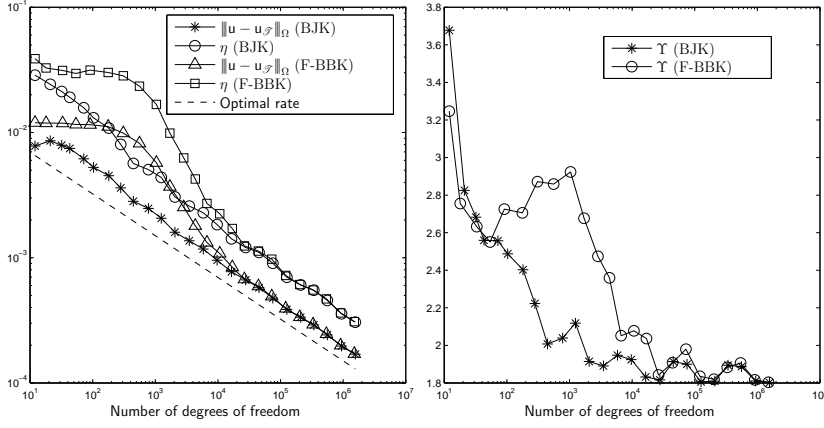 10⁻¹
10⁻²
10⁻³
10⁻⁴
10¹ 10² 10³ 10⁴ 10⁵ 10⁶ 10⁷
Number of degrees of freedom
|||u − u𝒯|||Ω (BJK)
η (BJK)
|||u − u𝒯|||Ω (F-BBK)
η (F-BBK)
Optimal rate
3.8
3.6
3.4
3.2
3
2.8
2.6
2.4
2.2
2
1.8
10¹ 10² 10³ 10⁴ 10⁵ 10⁶ 10
Number of degrees of freedom
ϒ (BJK)
ϒ (F-BBK)